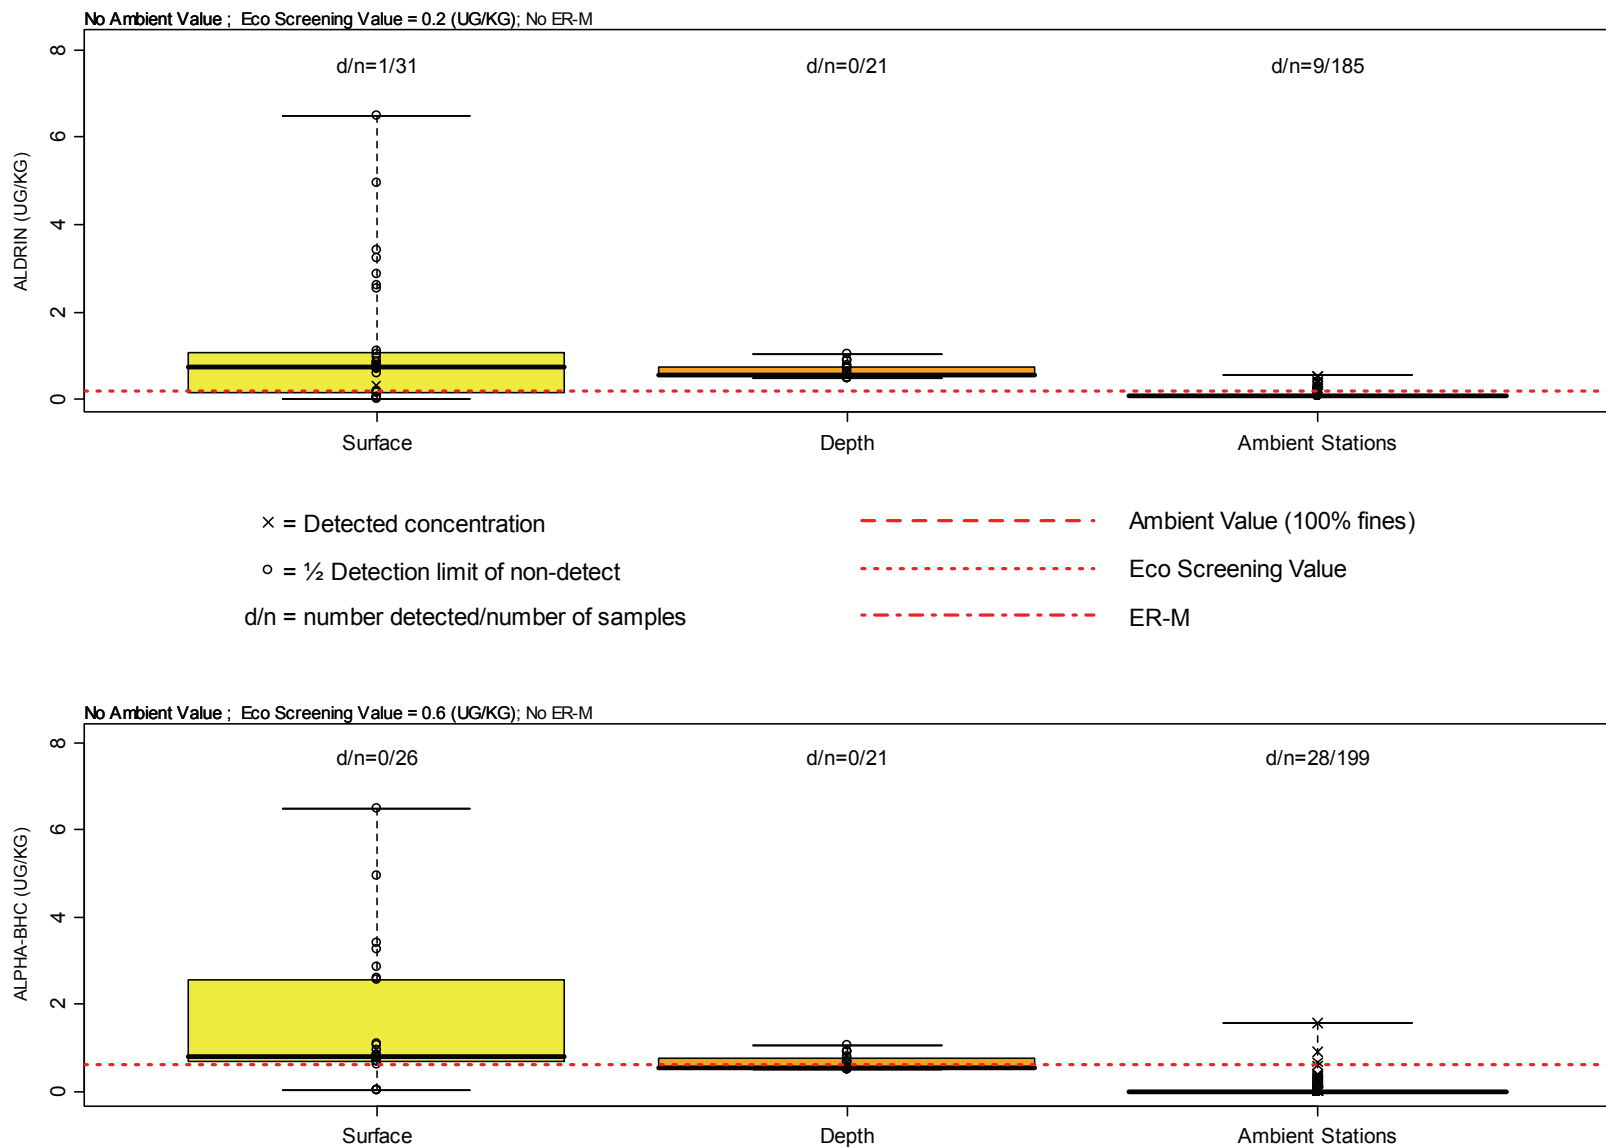 No Ambient Value ; Eco Screening Value = 0.2 (UG/KG); No ER-M
8
6
4
2
0
ALDRIN (UG/KG)
d/n=1/31
d/n=0/21
d/n=9/185
Surface
Depth
Ambient Stations
× = Detected concentration
o = ½ Detection limit of non-detect
d/n = number detected/number of samples
Ambient Value (100% fines)
Eco Screening Value
ER-M
No Ambient Value ; Eco Screening Value = 0.6 (UG/KG); No ER-M
8
6
4
2
0
ALPHA-BHC (UG/KG)
d/n=0/26
d/n=0/21
d/n=28/199
Surface
Depth
Ambient Stations